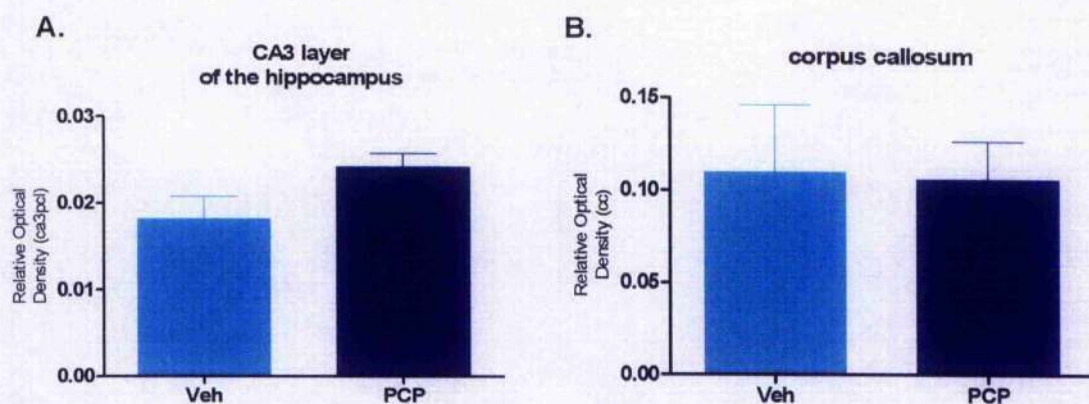 A.
CA3 layer
of the hippocampus
Relative Optical
Density (ca3pcl)
0.03
0.02
0.01
0.00
Veh
PCP
B.
corpus callosum
Relative Optical
Density (cc)
0.15
0.10
0.05
0.00
Veh
PCP